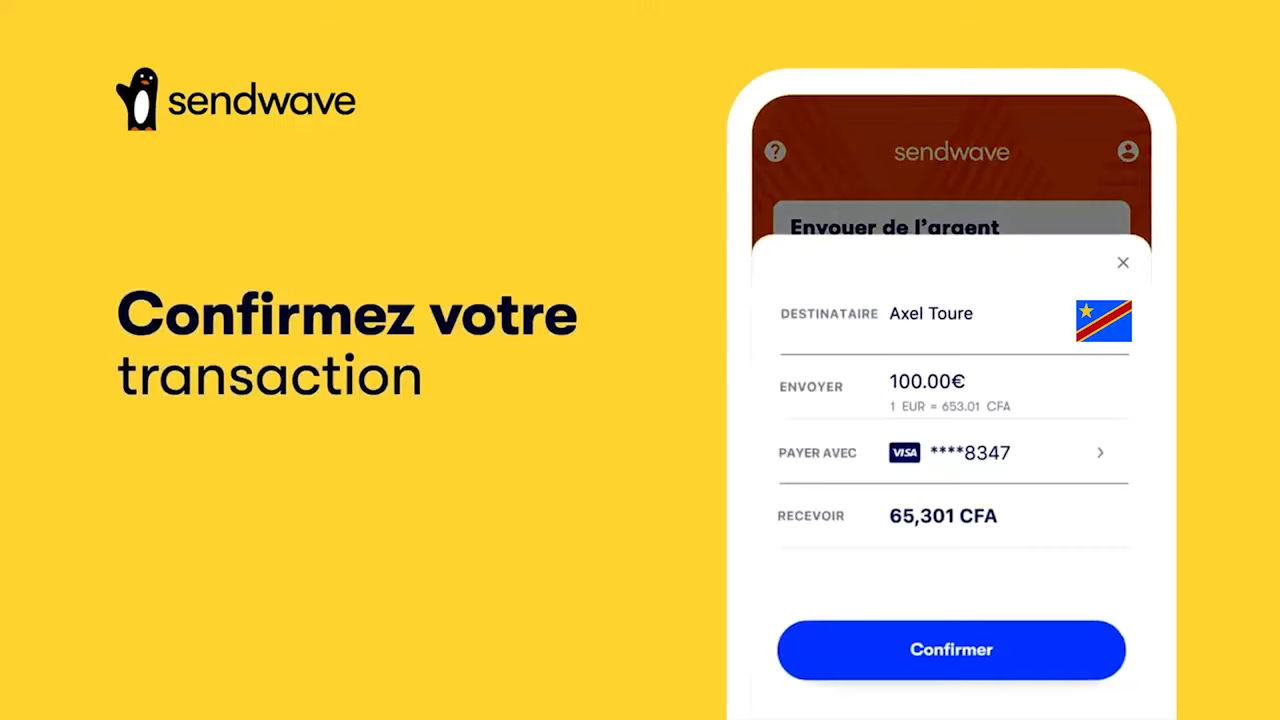 sendwave
Confirmez votre
transaction
sendwave
Envoyer de l'argent
DESTINATAIRE Axel Toure
ENVOYER 100.00€
1 EUR = 653.01 CFA
PAYER AVEC VISA ****8347
RECEVOIR 65,301 CFA
Confirmer